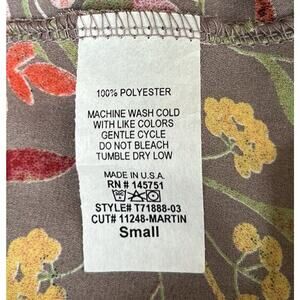 100% POLYESTER
MACHINE WASH COLD
WITH LIKE COLORS
GENTLE CYCLE
DO NOT BLEACH
TUMBLE DRY LOW
MADE IN U.S.A.
RN # 145751
STYLE# T71888-03
CUT# 11248-MARTIN
Small